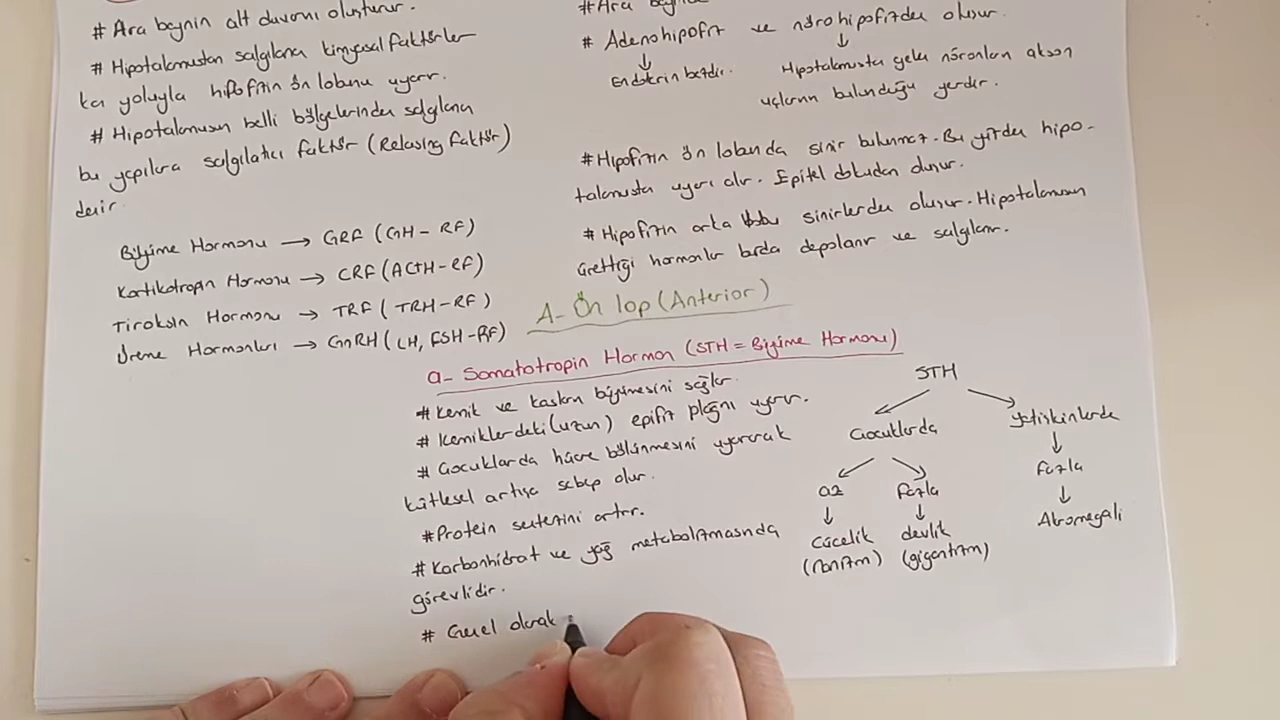 # Ara beynin alt duvarını oluşturur.
# Hipotalamustan salgılanan kimyasal faktörler
kan yoluyla hipofizin ön lobunu uyarır.
# Hipotalamusun belli bölgelerinden salgılanan
bu yapılara salgılatıcı faktör (Relasing faktör)
denir.
Büyüme Hormonu → GRF (GH-RF)
Kortikotropin Hormonu → CRF (ACTH-RF)
Tiroksin Hormonu → TRF (TRH-RF)
Üreme Hormonları → GnRH (LH, FSH-RF)
# Ara
# Adenohipofiz ve nörohipofizden oluşur.
↓ ↓
Endokrin bezdir.
Hipotalamustan gelen nöronların akson
uçlarının bulunduğu yerdir.
# Hipofizin ön lobunda sinir bulunmaz. Bu yüzden hipo-
talamustan uyarı alır. Epitel dokudan oluşur.
# Hipofizin arka lobu sinirlerden oluşur. Hipotalamusun
ürettiği hormonlar burda depolanır ve salgılanır.
A- Ön lop (Anterior)
a- Somatotropin Hormon (STH = Büyüme Hormonu)
# Kemik ve kasların büyümesini sağlar.
# Kemiklerdeki (uzun) epifiz plağını uyarır.
# Çocuklarda hücre bölünmesini uyararak
kütlesel artışa sebep olur.
# Protein sentezini artırır.
# Karbonhidrat ve yağ metabolizmasında
görevlidir.
# Genel olarak
STH
Çocuklarda
az
↓
Cücelik
(nanizm)
fazla
↓
devlik
(gigantizm)
Yetişkinlerde
↓
Fazla
↓
Akromegali